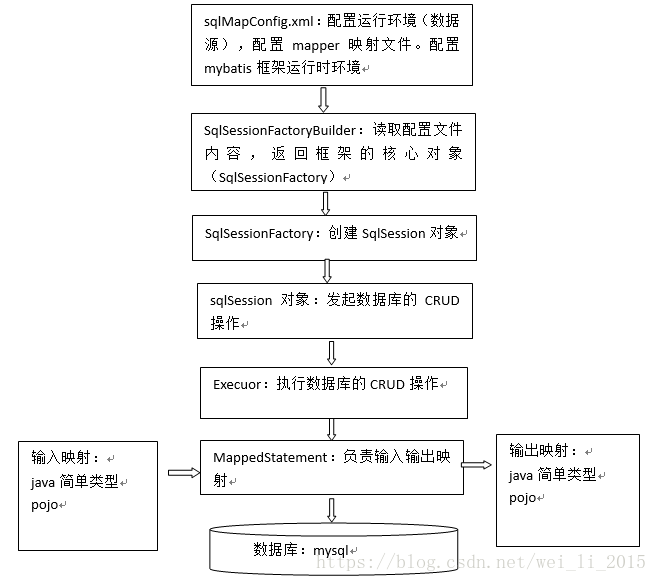 sqlMapConfig.xml：配置运行环境（数据
源），配置 mapper 映射文件。配置
mybatis 框架运行时环境
SqlSessionFactoryBuilder：读取配置文件
内容，返回框架的核心对象
（SqlSessionFactory）
SqlSessionFactory：创建 SqlSession 对象
sqlSession 对象：发起数据库的 CRUD
操作
Execuor：执行数据库的 CRUD 操作
输入映射：
java 简单类型
pojo
MappedStatement：负责输入输出映
射
输出映射：
java 简单类型
pojo
数据库：mysql
https://blog.csdn.net/wei_li_2015